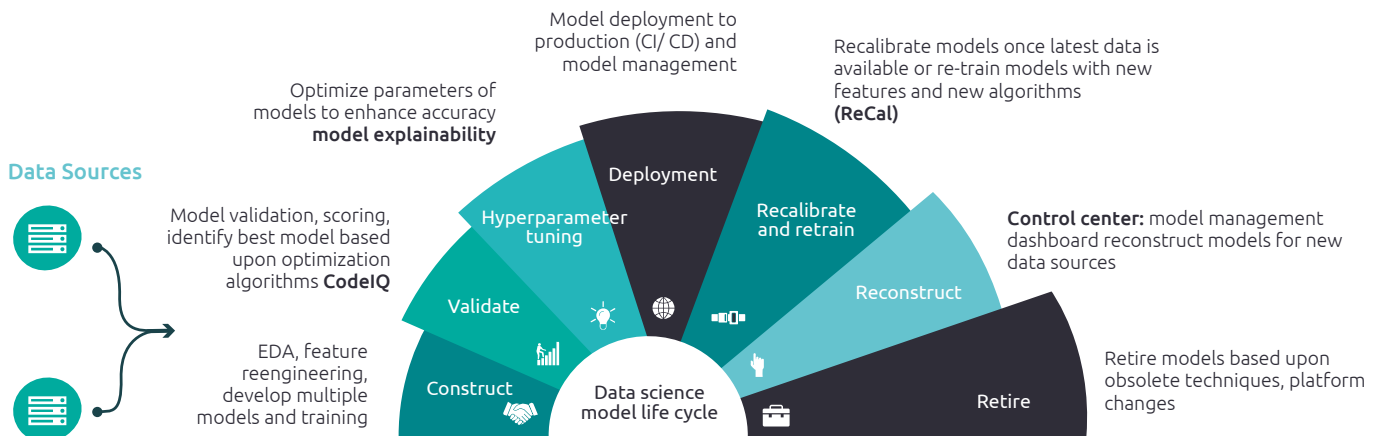 Data Sources
EDA, feature
reengineering,
develop multiple
models and training
Construct
Model validation, scoring,
identify best model based
upon optimization
algorithms CodeIQ
Validate
Optimize parameters of
models to enhance accuracy
model explainability
Hyperparameter
tuning
Model deployment to
production (CI/ CD) and
model management
Deployment
Recalibrate models once latest data is
available or re-train models with new
features and new algorithms
(ReCal)
Recalibrate
and retrain
Control center: model management
dashboard reconstruct models for new
data sources
Reconstruct
Retire models based upon
obsolete techniques, platform
changes
Retire
Data science
model life cycle